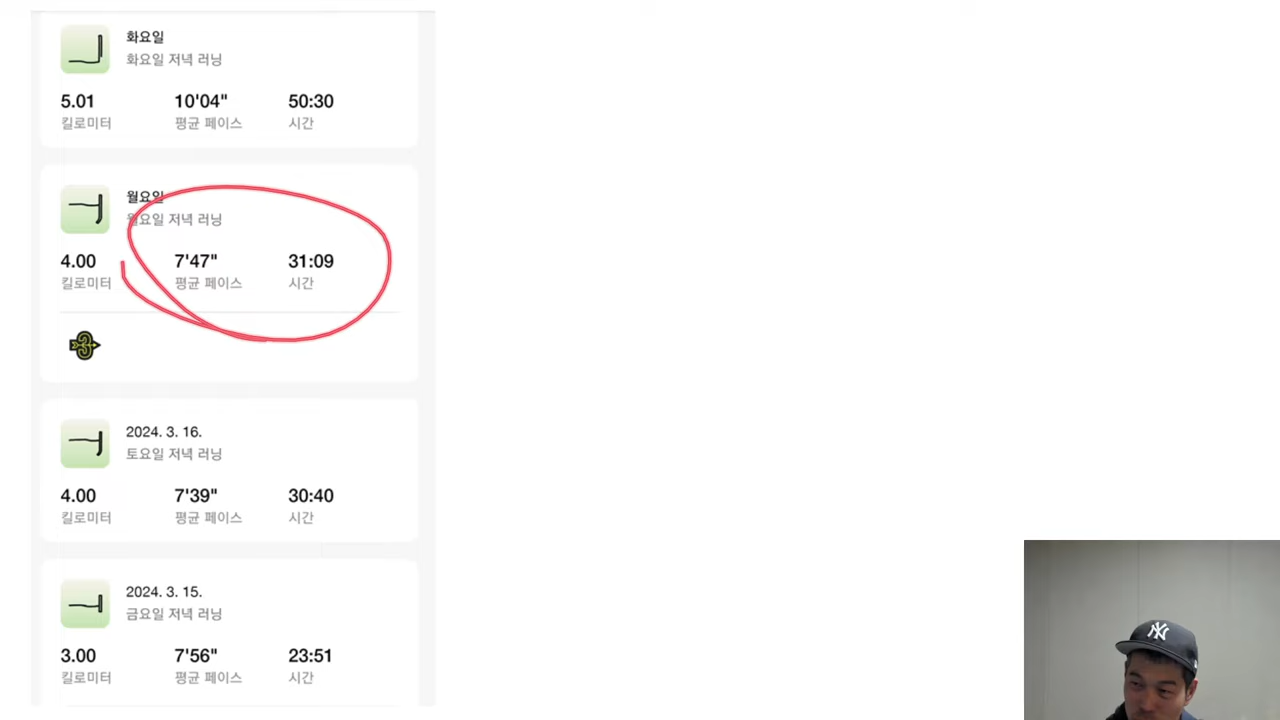 화요일
화요일 저녁 러닝
5.01 10'04" 50:30
킬로미터 평균 페이스 시간
월요일
월요일 저녁 러닝
4.00 7'47" 31:09
킬로미터 평균 페이스 시간
2024. 3. 16.
토요일 저녁 러닝
4.00 7'39" 30:40
킬로미터 평균 페이스 시간
2024. 3. 15.
금요일 저녁 러닝
3.00 7'56" 23:51
킬로미터 평균 페이스 시간
NY